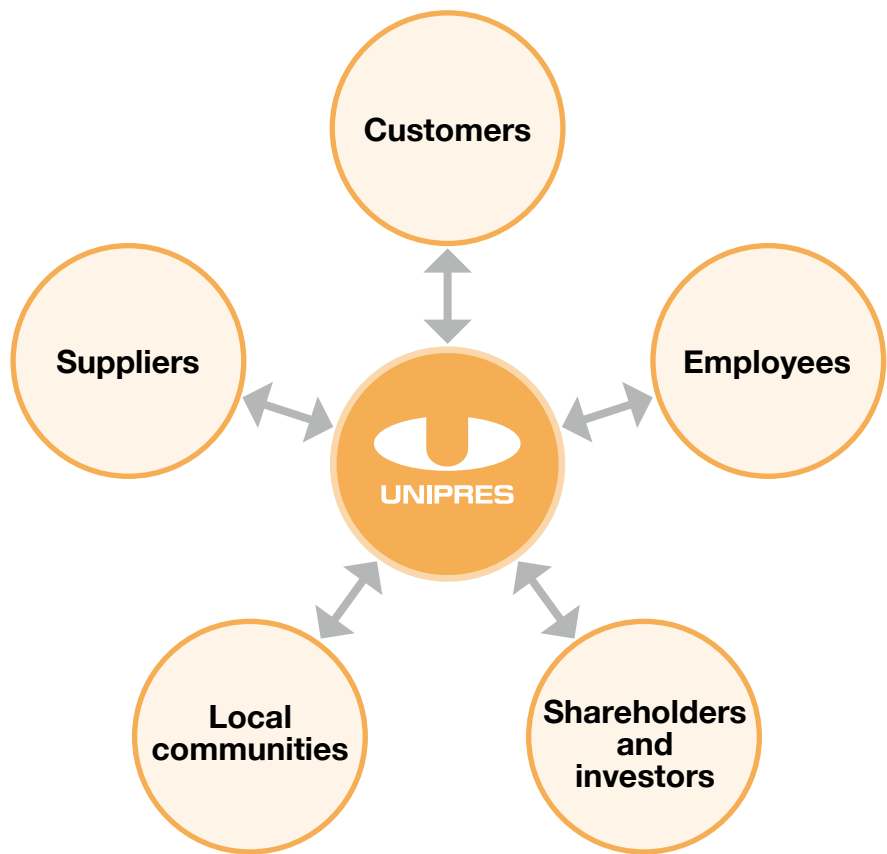 Customers
Suppliers
Employees
UNIPRES
Local
communities
Shareholders
and
investors